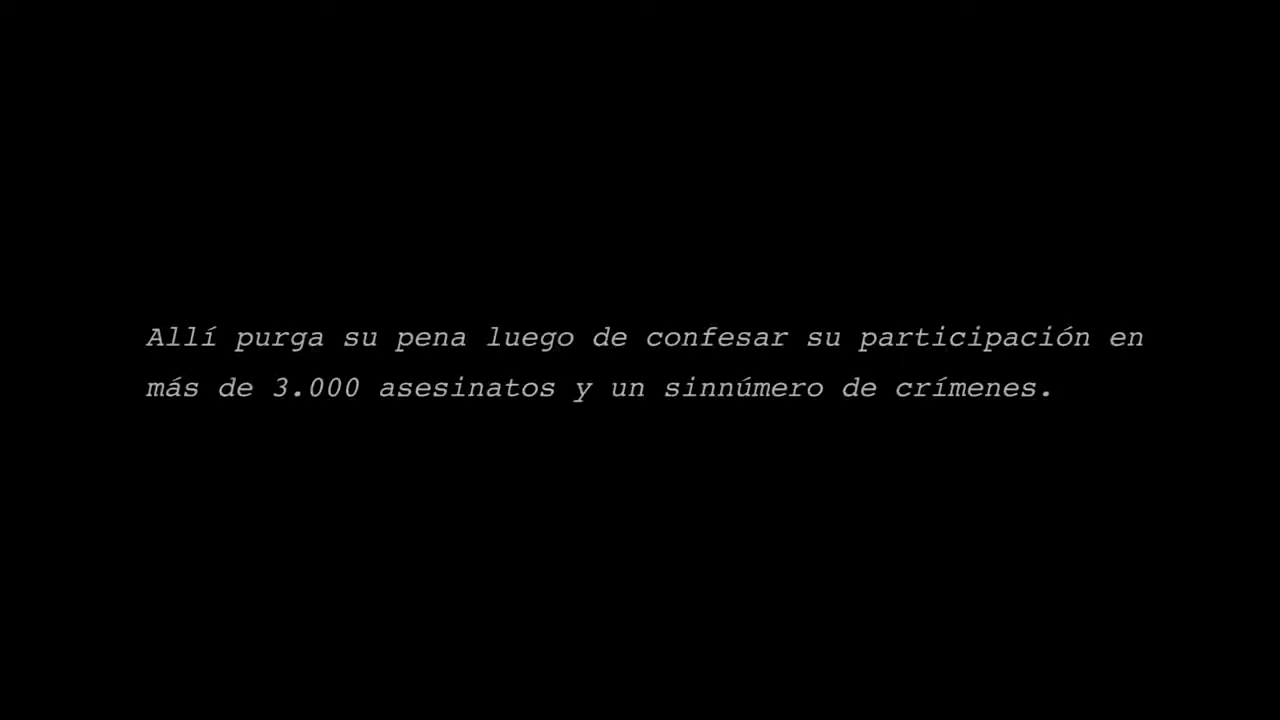 Allí purga su pena luego de confesar su participación en
más de 3.000 asesinatos y un sinnúmero de crímenes.